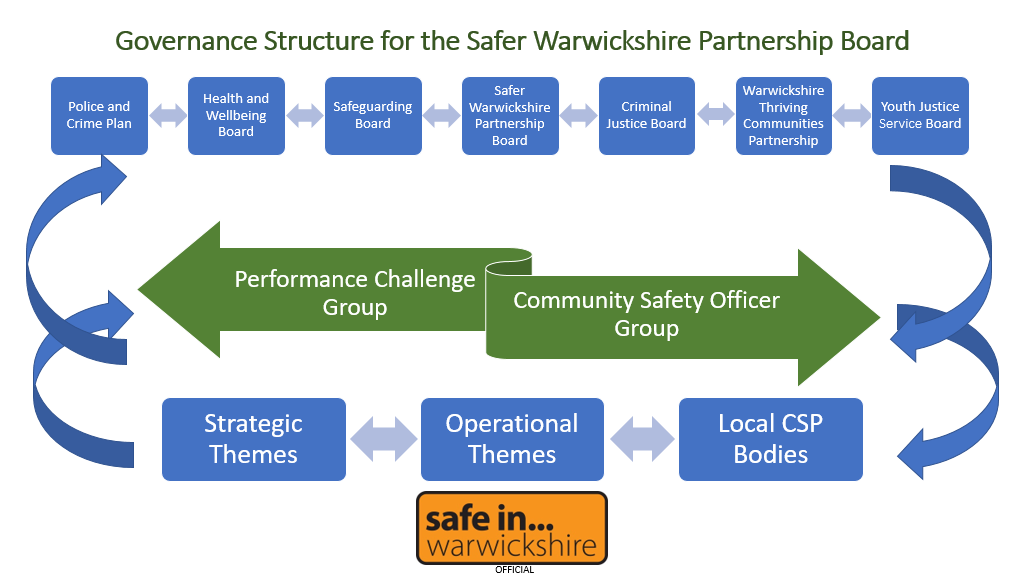 Governance Structure for the Safer Warwickshire Partnership Board
Police and
Crime Plan
Health and
Wellbeing
Board
Safeguarding
Board
Safer
Warwickshire
Partnership
Board
Criminal
Justice Board
Warwickshire
Thriving
Communities
Partnership
Youth Justice
Service Board
Performance Challenge
Group
Community Safety Officer
Group
Strategic
Themes
Operational
Themes
Local CSP
Bodies
safe in...
warwickshire
OFFICIAL